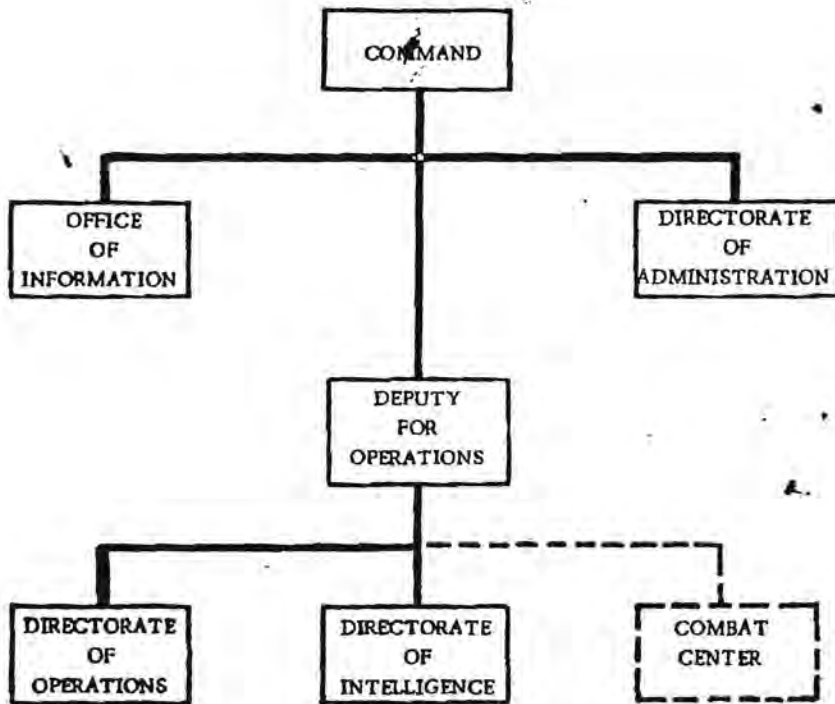 COMMAND
OFFICE
OF
INFORMATION
DIRECTORATE
OF
ADMINISTRATION
DEPUTY
FOR
OPERATIONS
DIRECTORATE
OF
OPERATIONS
DIRECTORATE
OF
INTELLIGENCE
COMBAT
CENTER